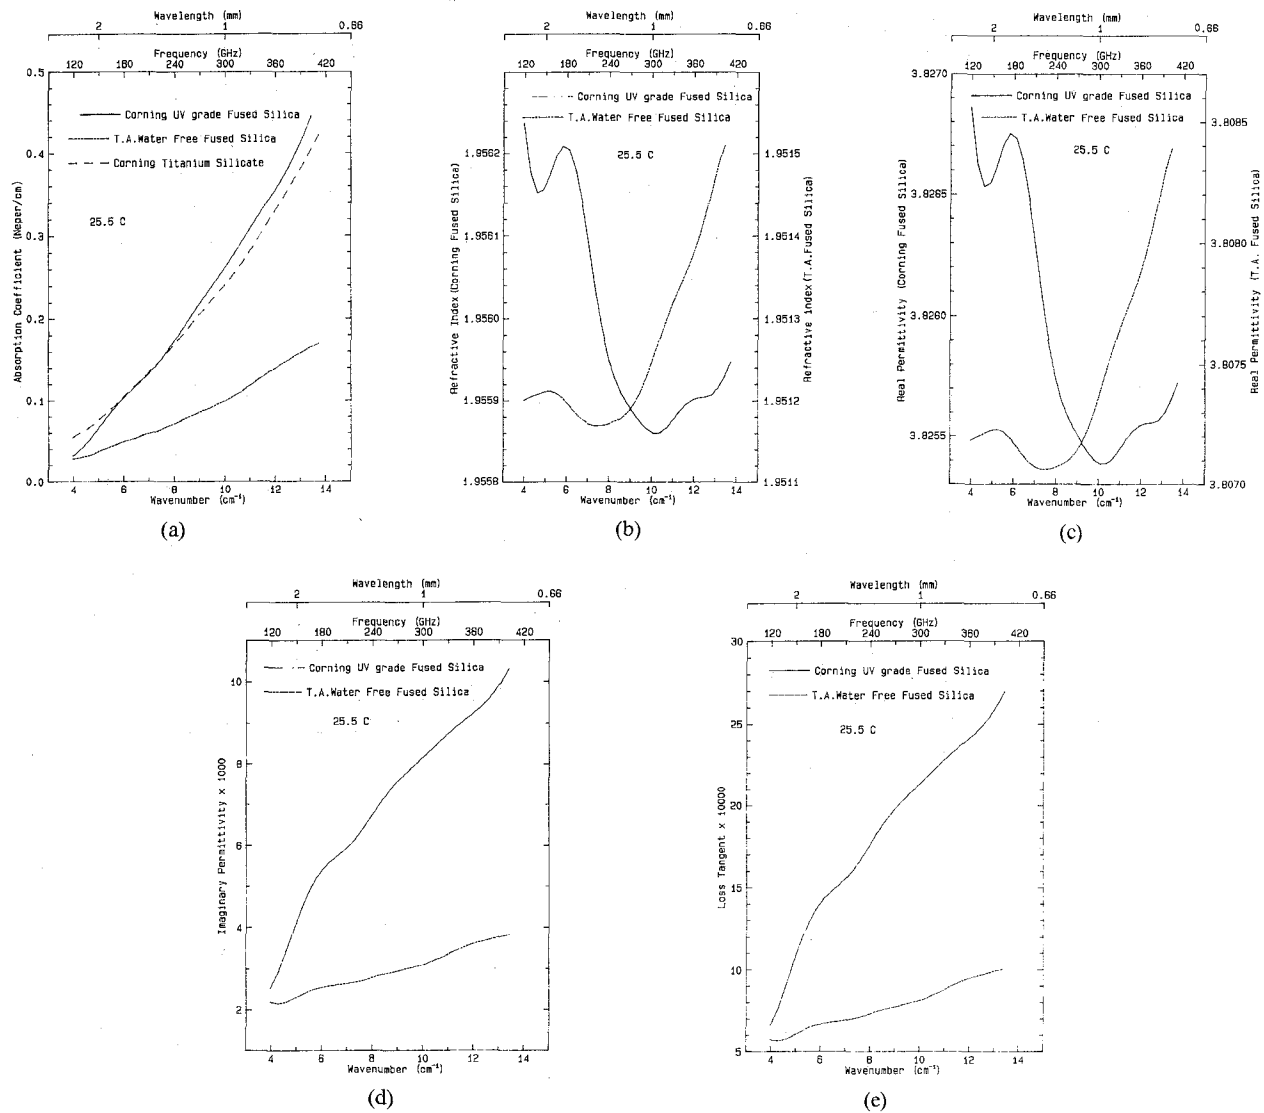 Wavelength (mm)
2 1 0.66
Frequency (GHz)
120 180 240 300 360 420
0.5
0.4
0.3
0.2
0.1
0.0
Absorption Coefficient (Neper/cm)
Corning UV grade Fused Silica
T.A.Water Free Fused Silica
Corning Titanium Silicate
25.5 C
4 6 8 10 12 14
Wavenumber (cm⁻¹)
(a)
Wavelength (mm)
2 1 0.66
Frequency (GHz)
120 180 240 300 360 420
Corning UV grade Fused Silica
T.A.Water Free Fused Silica
25.5 C
1.9562
1.9561
1.9560
1.9559
1.9558
Refractive Index (Corning Fused Silica)
1.9515
1.9514
1.9513
1.9512
1.9511
Refractive Index (T.A.Fused Silica)
4 6 8 10 12 14
Wavenumber (cm⁻¹)
(b)
Wavelength (mm)
2 1 0.66
Frequency (GHz)
120 180 240 300 360 420
Corning UV grade Fused Silica
T.A.Water Free Fused Silica
25.5 C
3.8270
3.8265
3.8260
3.8255
Real Permittivity (Corning Fused Silica)
3.8085
3.8080
3.8075
3.8070
Real Permittivity (T.A. Fused Silica)
4 6 8 10 12 14
Wavenumber (cm⁻¹)
(c)
Wavelength (mm)
2 1 0.66
Frequency (GHz)
120 180 240 300 360 420
Corning UV grade Fused Silica
T.A.Water Free Fused Silica
25.5 C
10
8
6
4
2
Imaginary Permittivity x 1000
4 6 8 10 12 14
Wavenumber (cm⁻¹)
(d)
Wavelength (mm)
2 1 0.66
Frequency (GHz)
120 180 240 300 360 420
Corning UV grade Fused Silica
T.A.Water Free Fused Silica
25.5 C
30
25
20
15
10
5
Loss Tangent x 10000
4 6 8 10 12 14
Wavenumber (cm⁻¹)
(e)